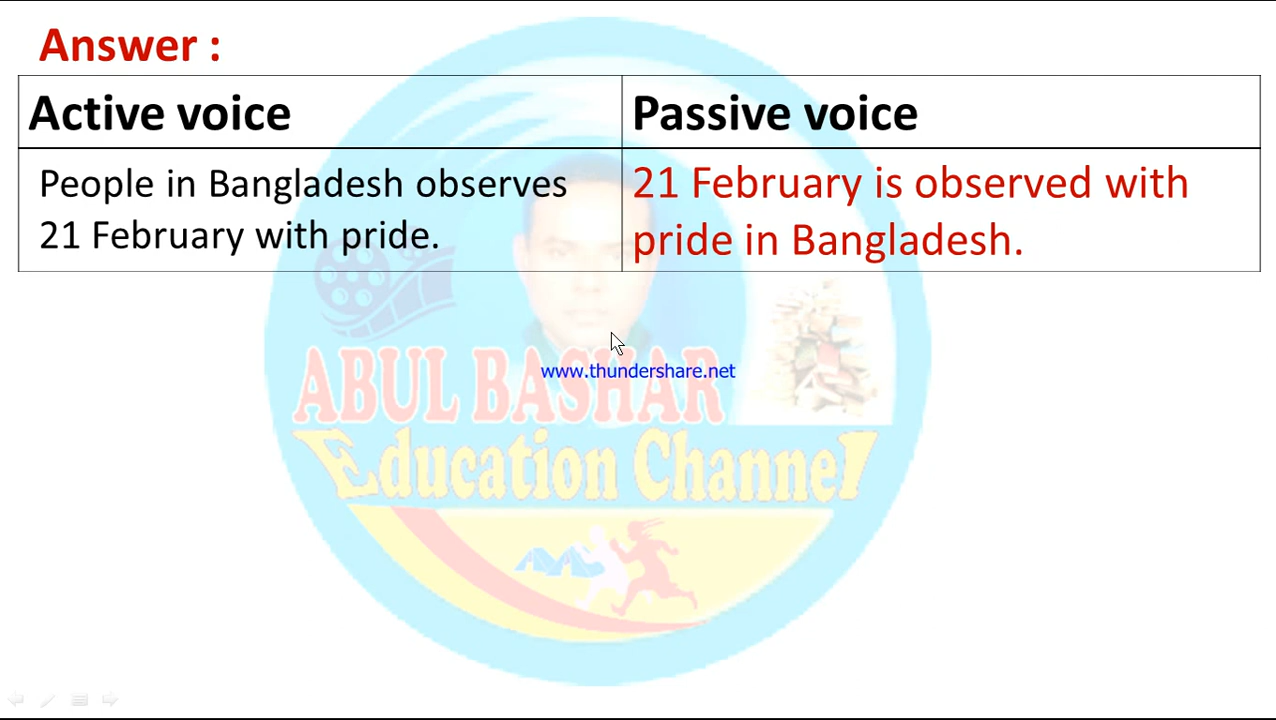 Answer :
Active voice
Passive voice
People in Bangladesh observes
21 February with pride.
21 February is observed with
pride in Bangladesh.
www.thundershare.net
ABUL BASHAR
Education Channel